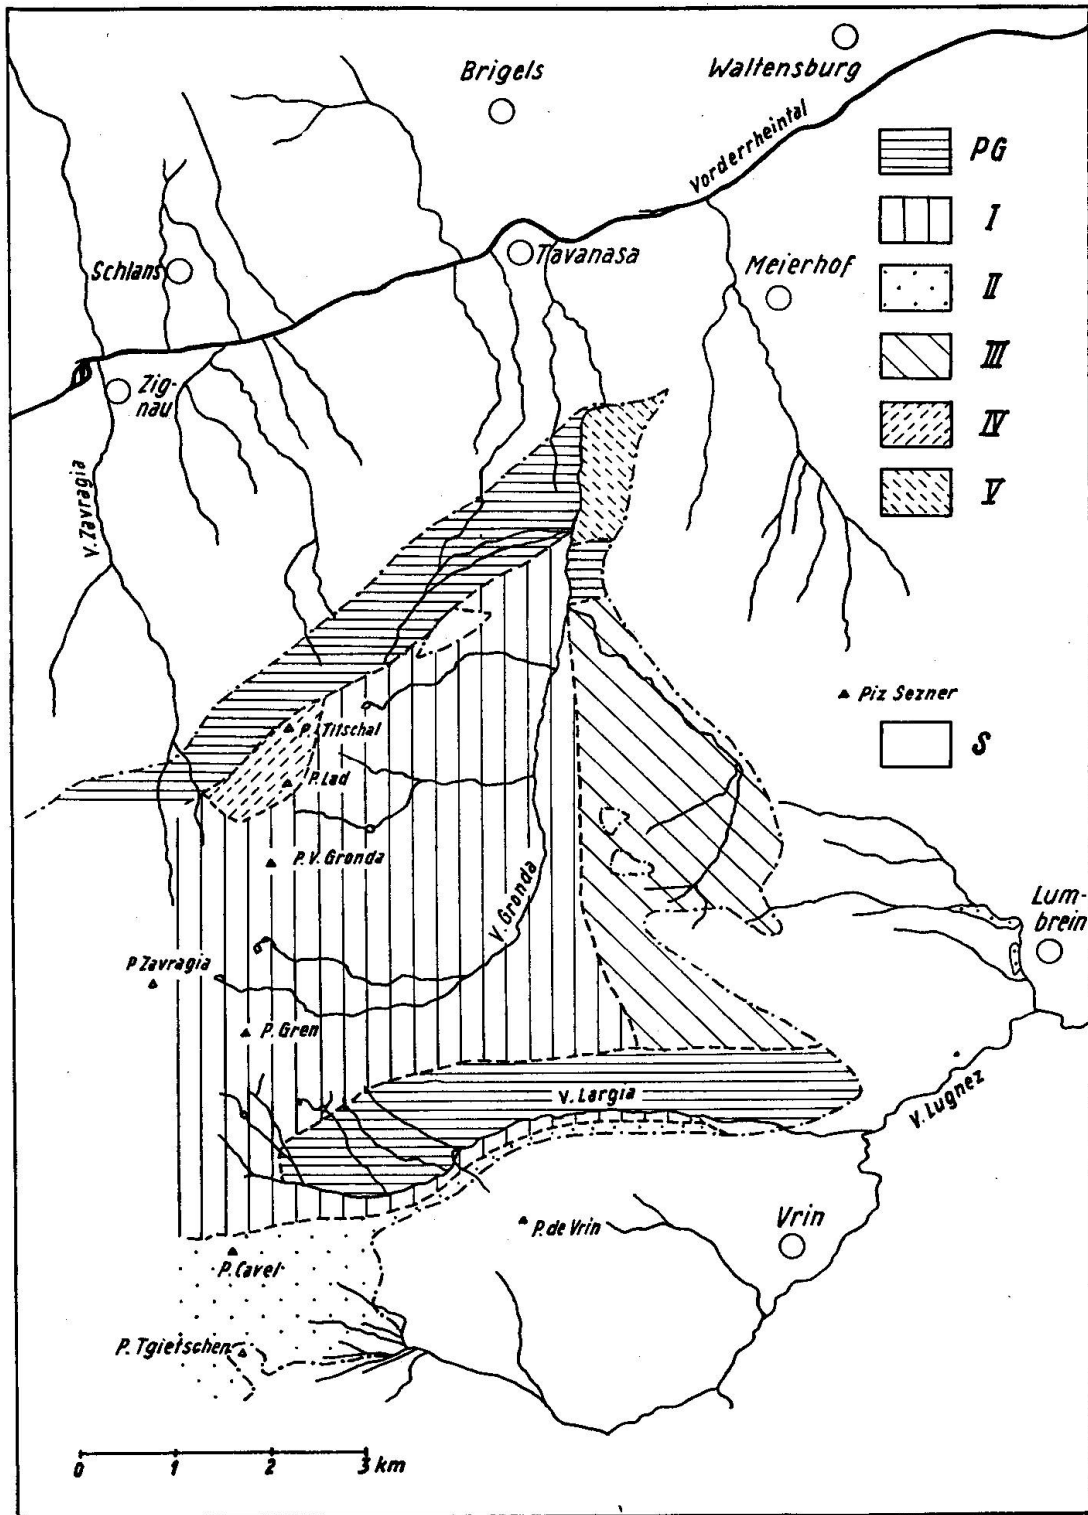 Waltensburg
Brigels
Vorderrheintal
PG
I
Schlans
Tavanasa
Meierhof
II
III
Zig-
nau
IV
V
V. Zavragia
Piz Sezner
S
P. Titschal
P. Lad
P. V. Gronda
V. Gronda
Lum-
brein
P. Zavragia
P. Gren
V. Largia
V. Lugnez
P. de Vrin
Vrin
P. Cavel
P. Tgietschen
0 1 2 3 km